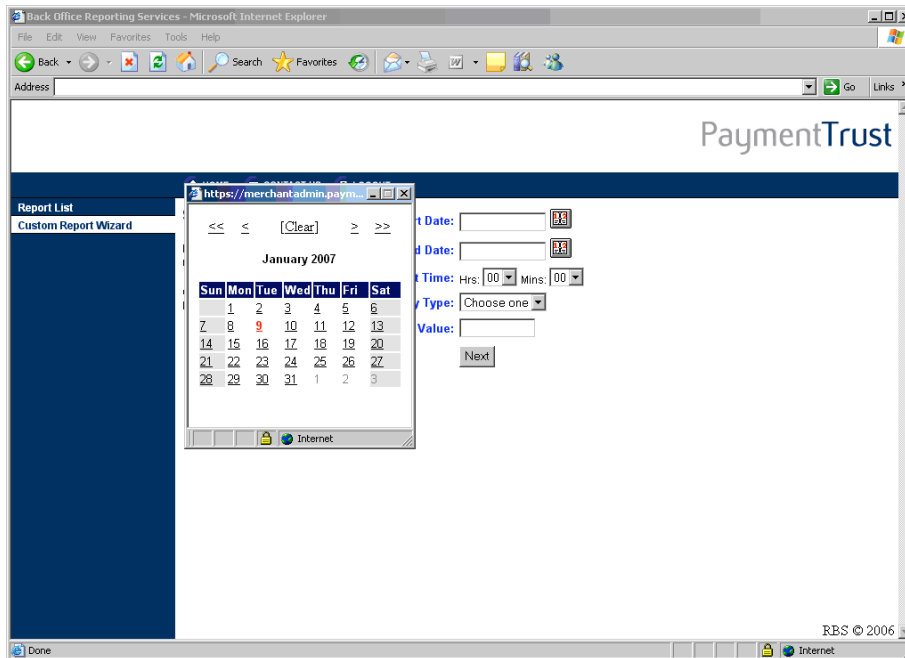 Back Office Reporting Services - Microsoft Internet Explorer
File Edit View Favorites Tools Help
Back Search Favorites
Address Go Links
PaymentTrust
https://merchantadmin.paym...
Report List
Custom Report Wizard
<< < [Clear] > >>
January 2007
Sun Mon Tue Wed Thu Fri Sat
1 2 3 4 5 6
7 8 9 10 11 12 13
14 15 16 17 18 19 20
21 22 23 24 25 26 27
28 29 30 31 1 2 3
Internet
Date:
Date:
Time: Hrs: 00 Mins: 00
Type: Choose one
Value:
Next
RBS © 2006
Done Internet